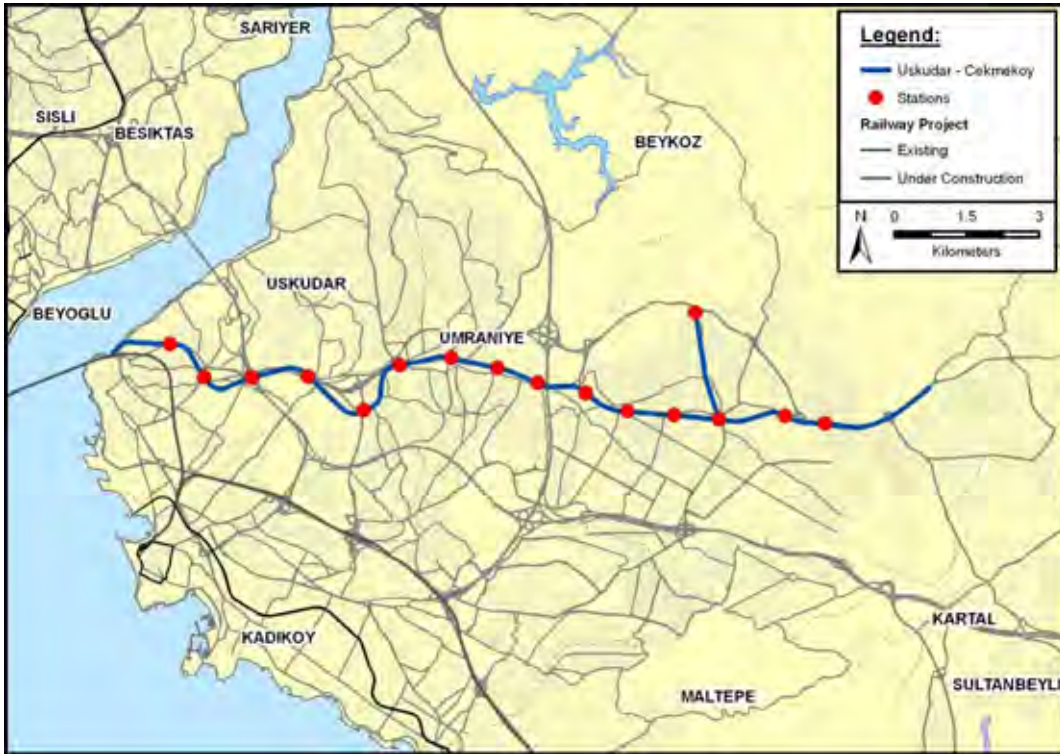 SARIYER
SISLI
BESIKTAS
BEYKOZ
USKUDAR
BEYOGLU
UMRANIYE
KADIKOY
KARTAL
MALTEPE
SULTANBEYLI
Legend:
Uskudar - Cekmekoy
Stations
Railway Project
Existing
Under Construction
N
0 1.5 3
Kilometers